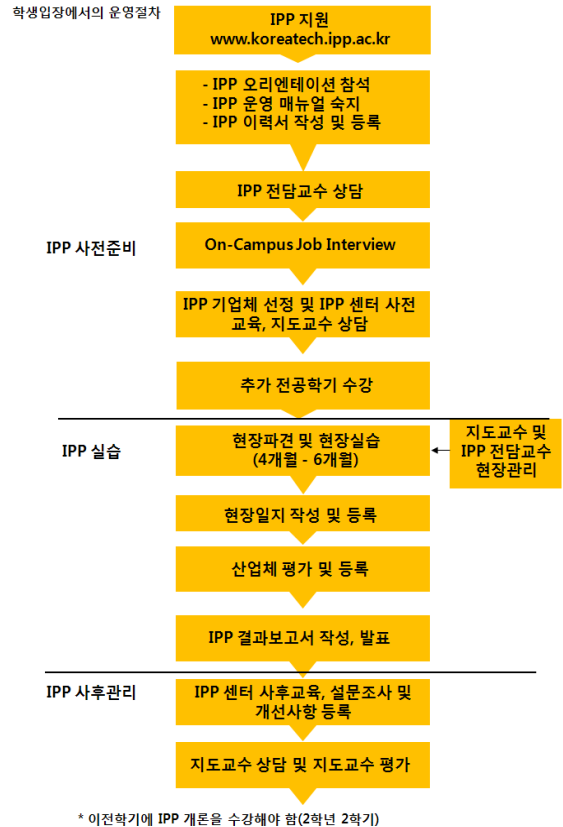 학생입장에서의 운영절차
IPP 지원
www.koreatech.ipp.ac.kr
- IPP 오리엔테이션 참석
- IPP 운영 매뉴얼 숙지
- IPP 이력서 작성 및 등록
IPP 전담교수 상담
IPP 사전준비
On-Campus Job Interview
IPP 기업체 선정 및 IPP 센터 사전
교육, 지도교수 상담
추가 전공학기 수강
IPP 실습
현장파견 및 현장실습
(4개월 - 6개월)
지도교수 및
IPP 전담교수
현장관리
현장일지 작성 및 등록
산업체 평가 및 등록
IPP 결과보고서 작성, 발표
IPP 사후관리
IPP 센터 사후교육, 설문조사 및
개선사항 등록
지도교수 상담 및 지도교수 평가
* 이전학기에 IPP 개론을 수강해야 함(2학년 2학기)